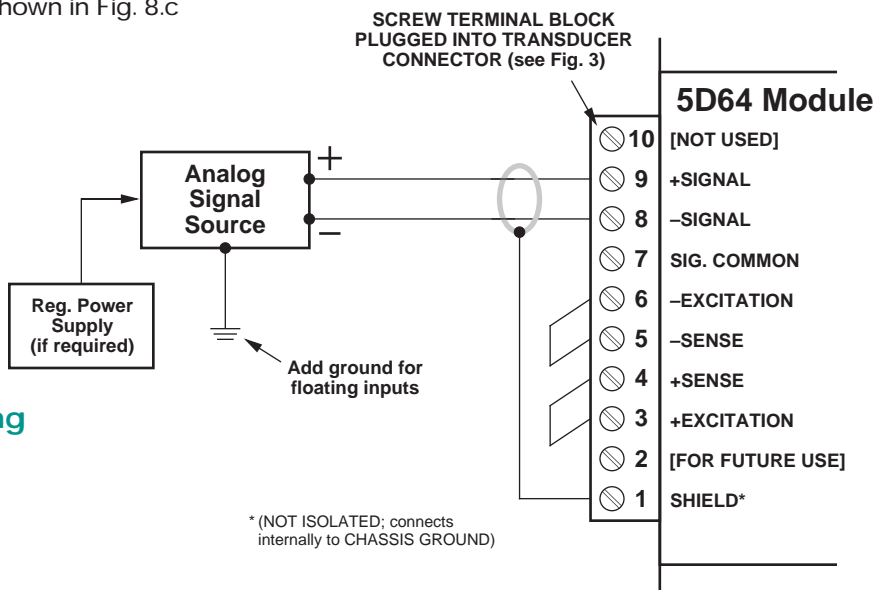 hown in Fig. 8.c
SCREW TERMINAL BLOCK
PLUGGED INTO TRANSDUCER
CONNECTOR (see Fig. 3)
5D64 Module
10 [NOT USED]
9 +SIGNAL
8 –SIGNAL
7 SIG. COMMON
6 –EXCITATION
5 –SENSE
4 +SENSE
3 +EXCITATION
2 [FOR FUTURE USE]
1 SHIELD*
+
Analog
Signal
Source
–
Reg. Power
Supply
(if required)
Add ground for
floating inputs
ng
* (NOT ISOLATED; connects
internally to CHASSIS GROUND)